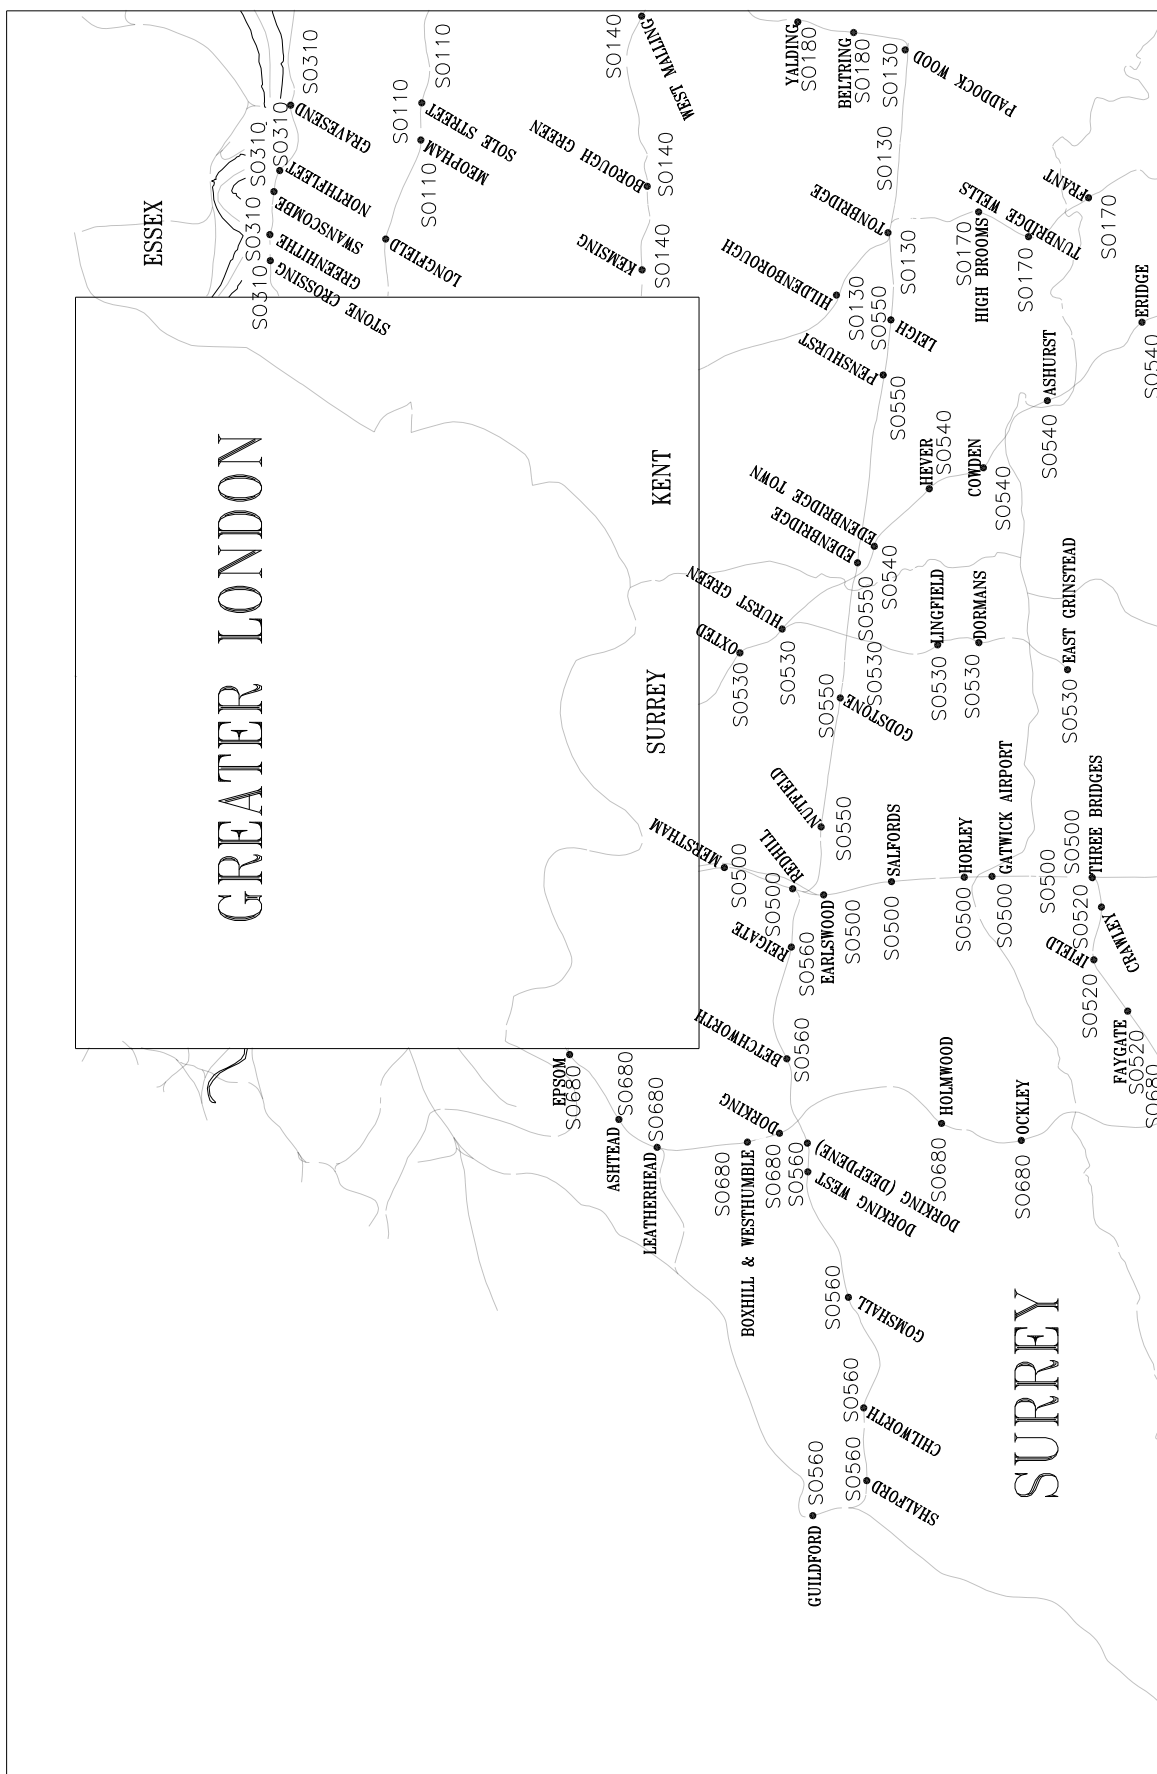 ESSEX
GREATER LONDON
KENT
SURREY
SURREY
SO310
GRAVESEND
SO310
NORTHFLEET
SO310
SWANSCOMBE
SO310
GREENHITHE
SO310
STONE CROSSING
SO110
SOLE STREET
SO110
MEOPHAM
SO110
LONGFIELD
SO140
WEST MALLING
BOROUGH GREEN
SO140
KEMSING
SO140
YALDING
SO180
BELTRING
SO180
SO130
PADDOCK WOOD
SO130
TONBRIDGE
SO130
HILDENBOROUGH
SO130
SO550
LEIGH
PENSHURST
SO550
SO170
HIGH BROOMS
TUNBRIDGE WELLS
SO170
FRANT
SO170
ERIDGE
SO540
ASHURST
SO540
COWDEN
SO540
HEVER
SO540
EDENBRIDGE TOWN
SO540
EDENBRIDGE
SO550
HURST GREEN
SO530
OXTED
SO530
SO530
LINGFIELD
SO530
DORMANS
SO530
EAST GRINSTEAD
SO530
SO550
GODSTONE
NUTFIELD
SO550
MERSTHAM
SO500
REDHILL
SO500
EARLSWOOD
SO500
SALFORDS
SO500
HORLEY
SO500
GATWICK AIRPORT
SO500
SO500
THREE BRIDGES
SO500
SO520
CRAWLEY
IFIELD
SO520
FAYGATE
SO520
SO680
REIGATE
SO560
BETCHWORTH
SO560
DORKING
SO680
SO560
DORKING (DEEPDENE)
DORKING WEST
HOLMWOOD
SO680
OCKLEY
SO680
EPSOM
SO680
ASHTEAD
SO680
LEATHERHEAD
SO680
BOXHILL & WESTHUMBLE
SO680
GOMSHALL
SO560
CHILWORTH
SO560
SHALFORD
SO560
GUILDFORD
SO560